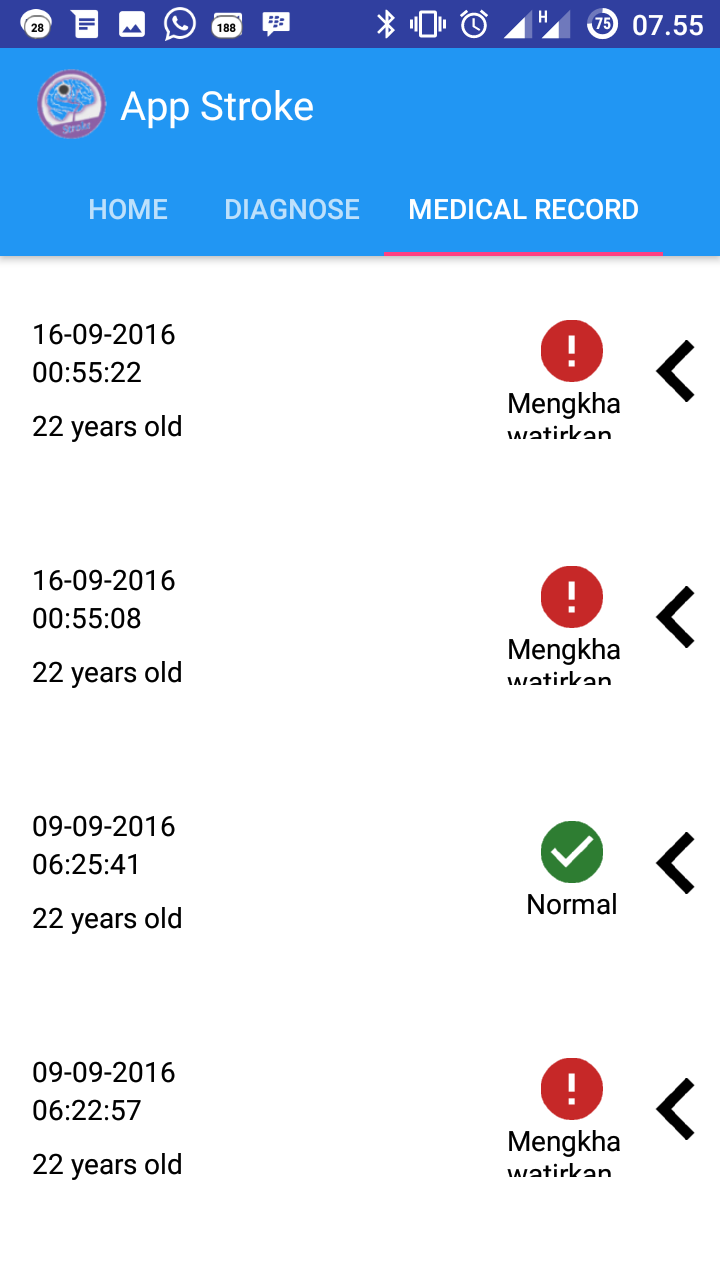 28
188
H
75
07.55
App Stroke
HOME
DIAGNOSE
MEDICAL RECORD
16-09-2016
00:55:22
22 years old
Mengkha
watirkan
16-09-2016
00:55:08
22 years old
Mengkha
watirkan
09-09-2016
06:25:41
22 years old
Normal
09-09-2016
06:22:57
22 years old
Mengkha
watirkan